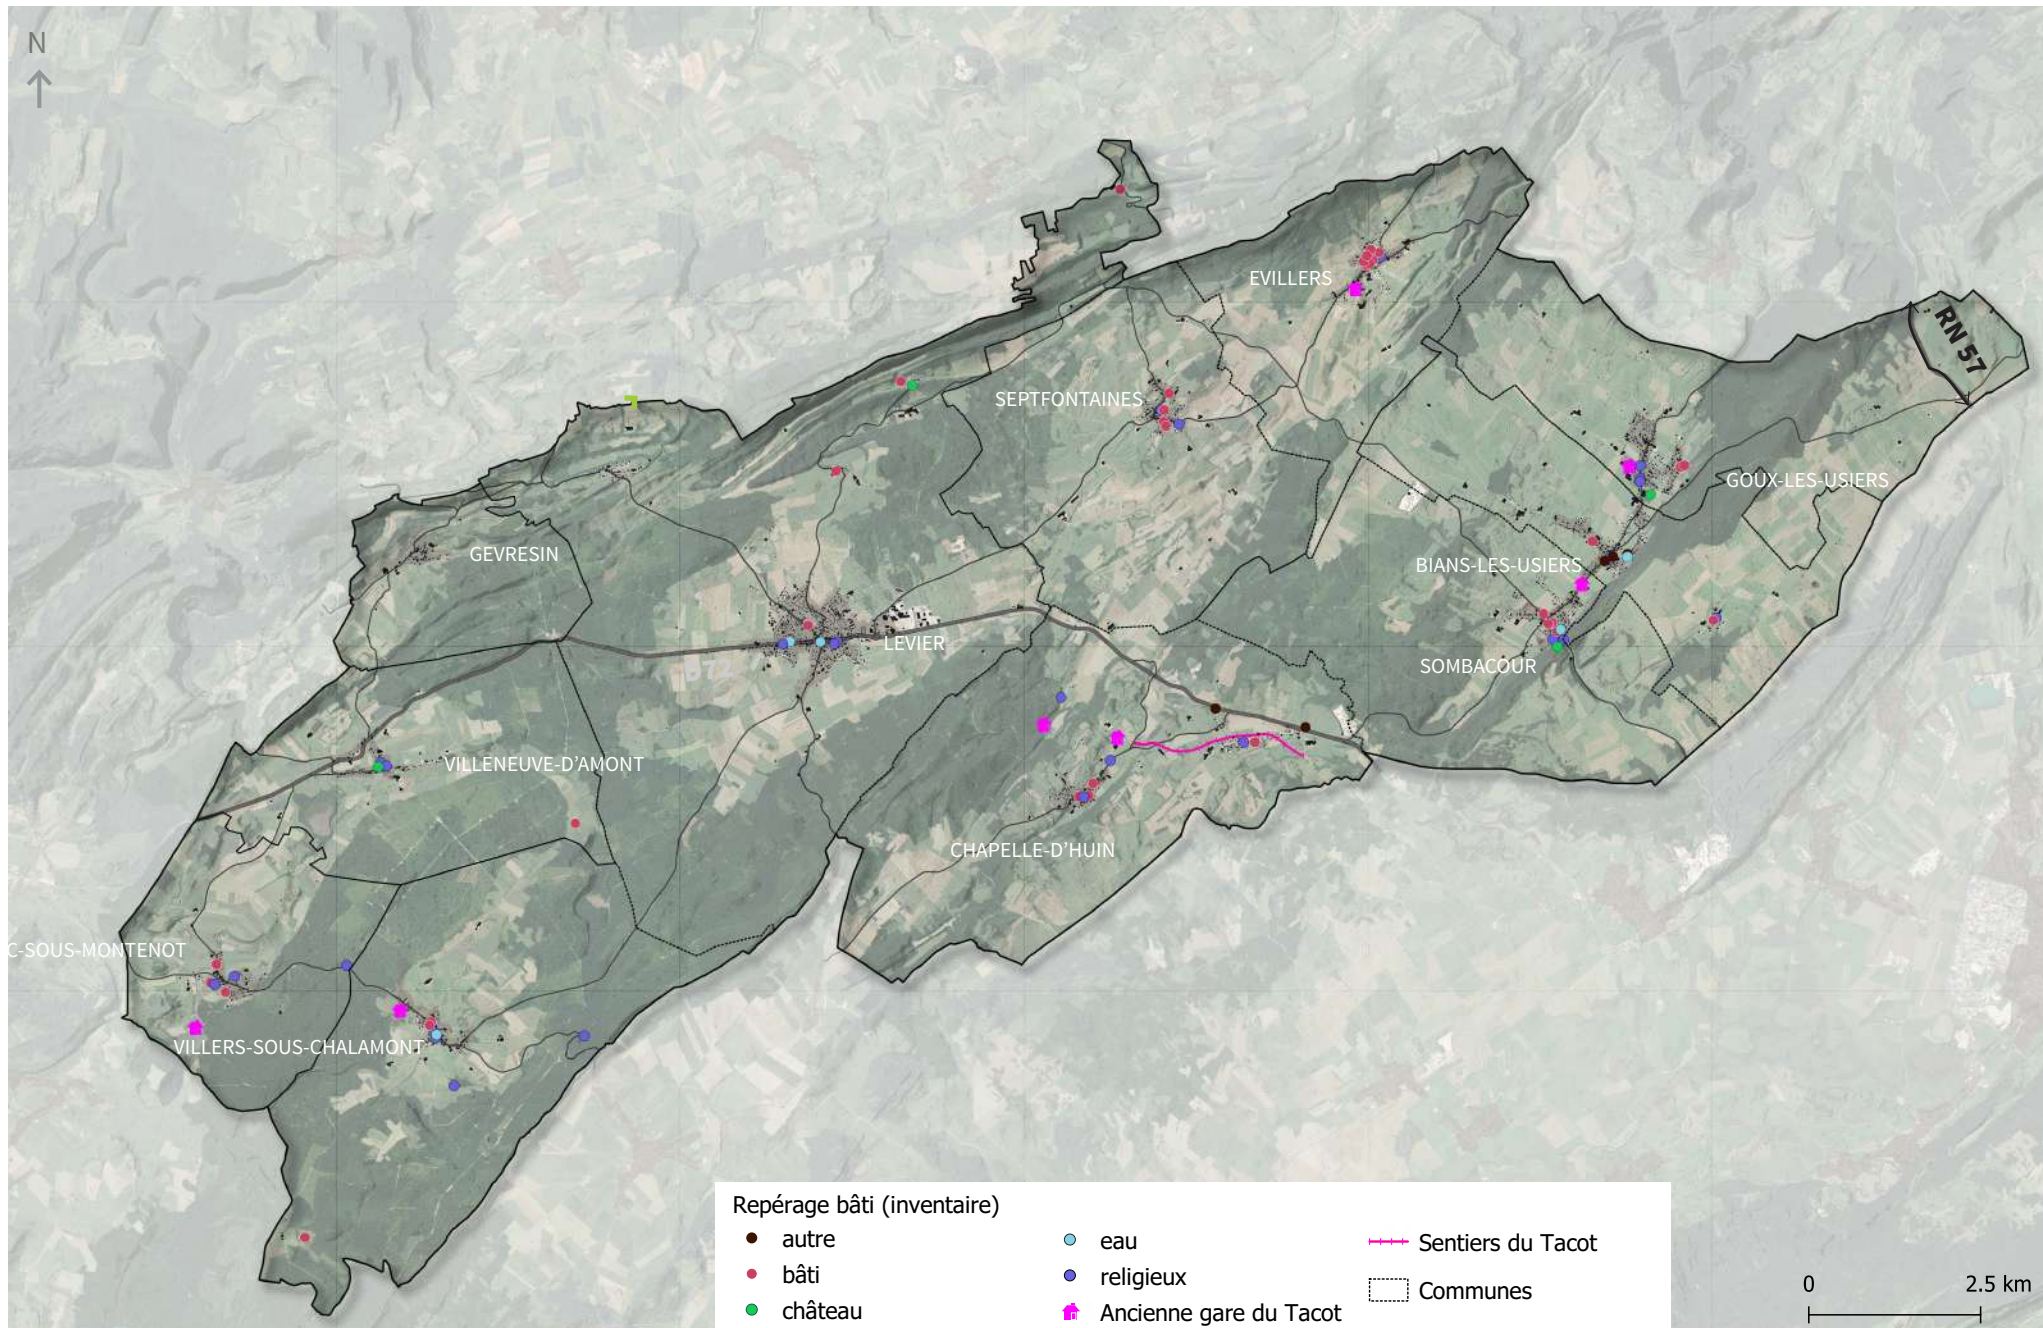 N
EVILLERS
RN 57
SEPTFONTAINES
GOUX-LES-USIERS
GEVRESIN
BIANS-LES-USIERS
LEVIER
D72
SOMBACOUR
VILLENEUVE-D'AMONT
CHAPELLE-D'HUIN
C-SOUS-MONTENOT
VILLERS-SOUS-CHALAMONT
Repérage bâti (inventaire)
autre
bâti
château
eau
religieux
Ancienne gare du Tacot
Sentiers du Tacot
Communes
0 2.5 km